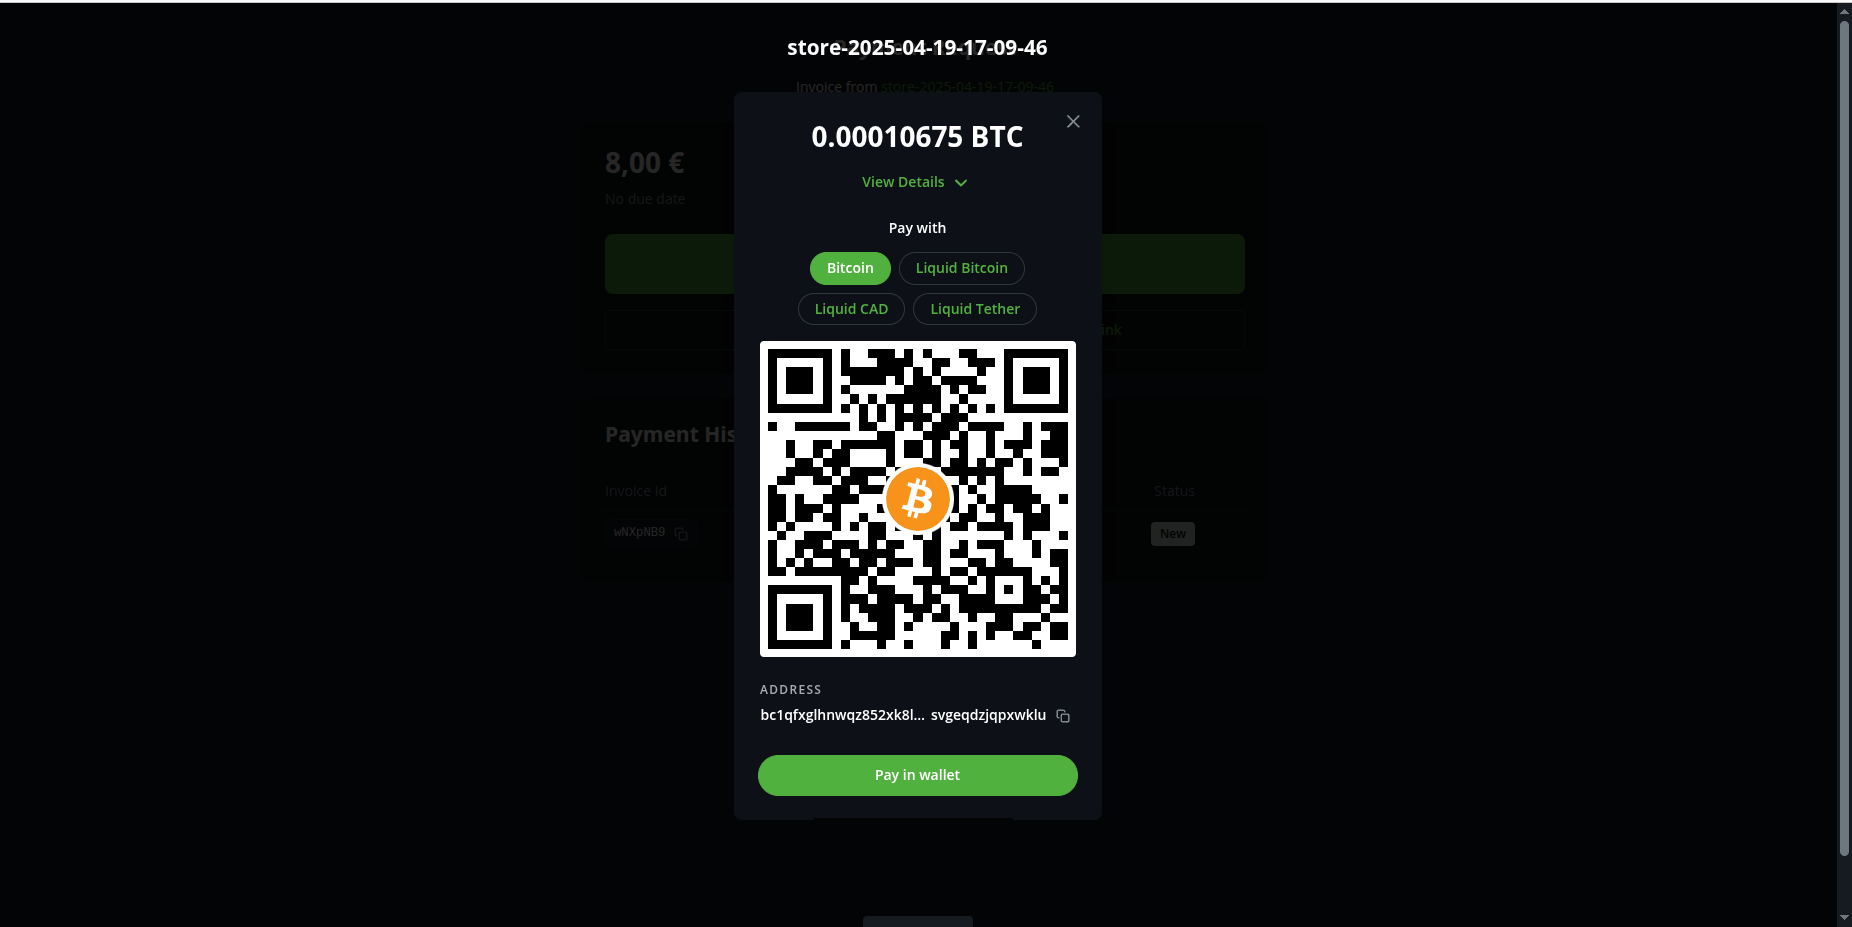 store-2025-04-19-17-09-46
Invoice from store-2025-04-19-17-09-46
0.00010675 BTC
8,00 €
View Details
No due date
Pay with
Bitcoin
Liquid Bitcoin
Liquid CAD
Liquid Tether
Payment His
Invoice Id
Status
wNXpNB9
New
ADDRESS
bc1qfxglhnwqz852xk8l... svgeqdzjqpxwklu
Pay in wallet